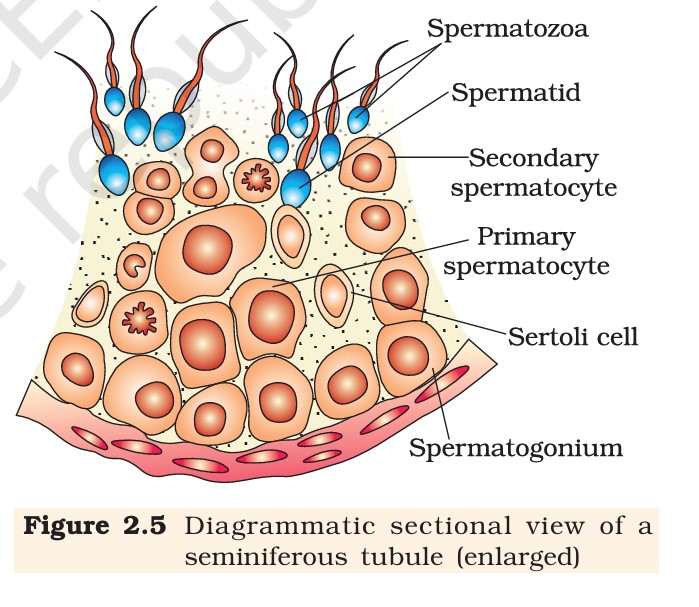 Spermatozoa
Spermatid
Secondary
spermatocyte
Primary
spermatocyte
Sertoli cell
Spermatogonium
Figure 2.5 Diagrammatic sectional view of a
seminiferous tubule (enlarged)